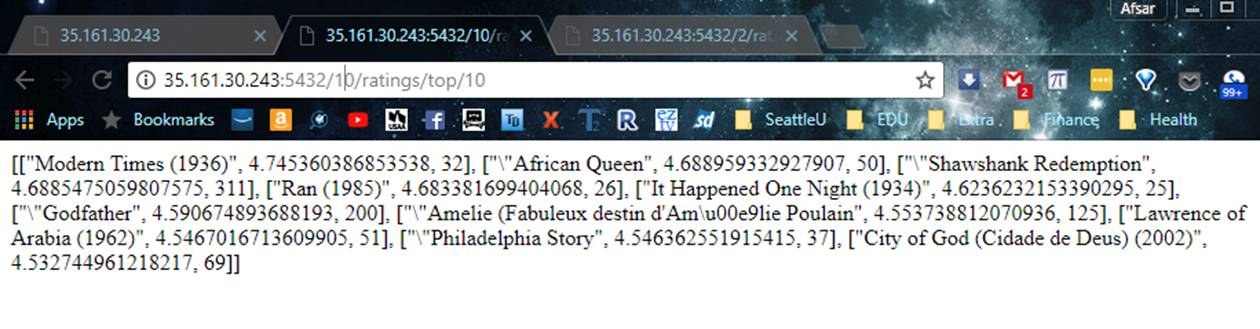 Afsar
35.161.30.243 35.161.30.243:5432/10/ra 35.161.30.243:5432/2/rat
35.161.30.243:5432/10/ratings/top/10
2
99+
Apps Bookmarks SeattleU EDU Extra Finance Health
[["Modern Times (1936)", 4.745360386853538, 32], ["\"African Queen", 4.688959332927907, 50], ["\"Shawshank Redemption",
4.6885475059807575, 311], ["Ran (1985)", 4.683381699404068, 26], ["It Happened One Night (1934)", 4.6236232153390295, 25],
["\"Godfather", 4.590674893688193, 200], ["\"Amelie (Fabuleux destin d'Am\u00e9lie Poulain", 4.553738812070936, 125], ["Lawrence of
Arabia (1962)", 4.5467016713609905, 51], ["\"Philadelphia Story", 4.546362551915415, 37], ["City of God (Cidade de Deus) (2002)",
4.532744961218217, 69]]